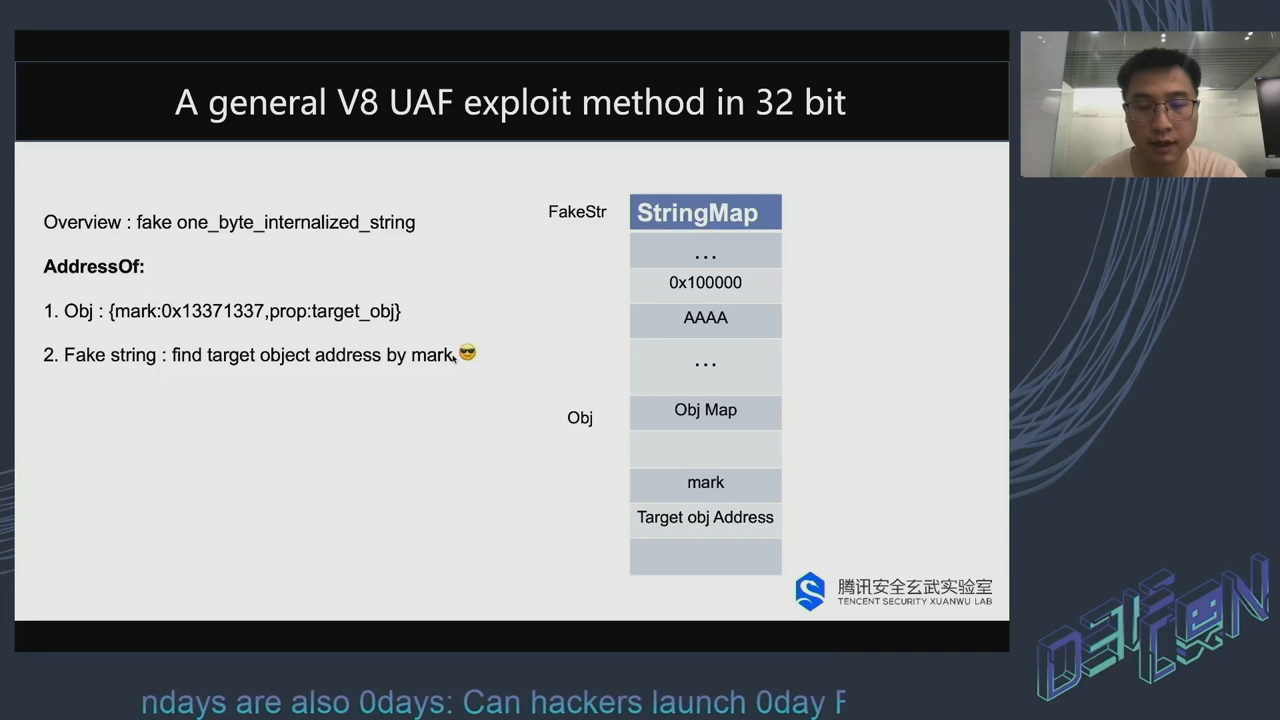 A general V8 UAF exploit method in 32 bit
Overview : fake one_byte_internalized_string
AddressOf:
1. Obj : {mark:0x13371337,prop:target_obj}
2. Fake string : find target object address by mark
FakeStr
StringMap
...
0x100000
AAAA
...
Obj
Obj Map
mark
Target obj Address
腾讯安全玄武实验室
TENCENT SECURITY XUANWU LAB
DEFCON
ndays are also 0days: Can hackers launch 0day